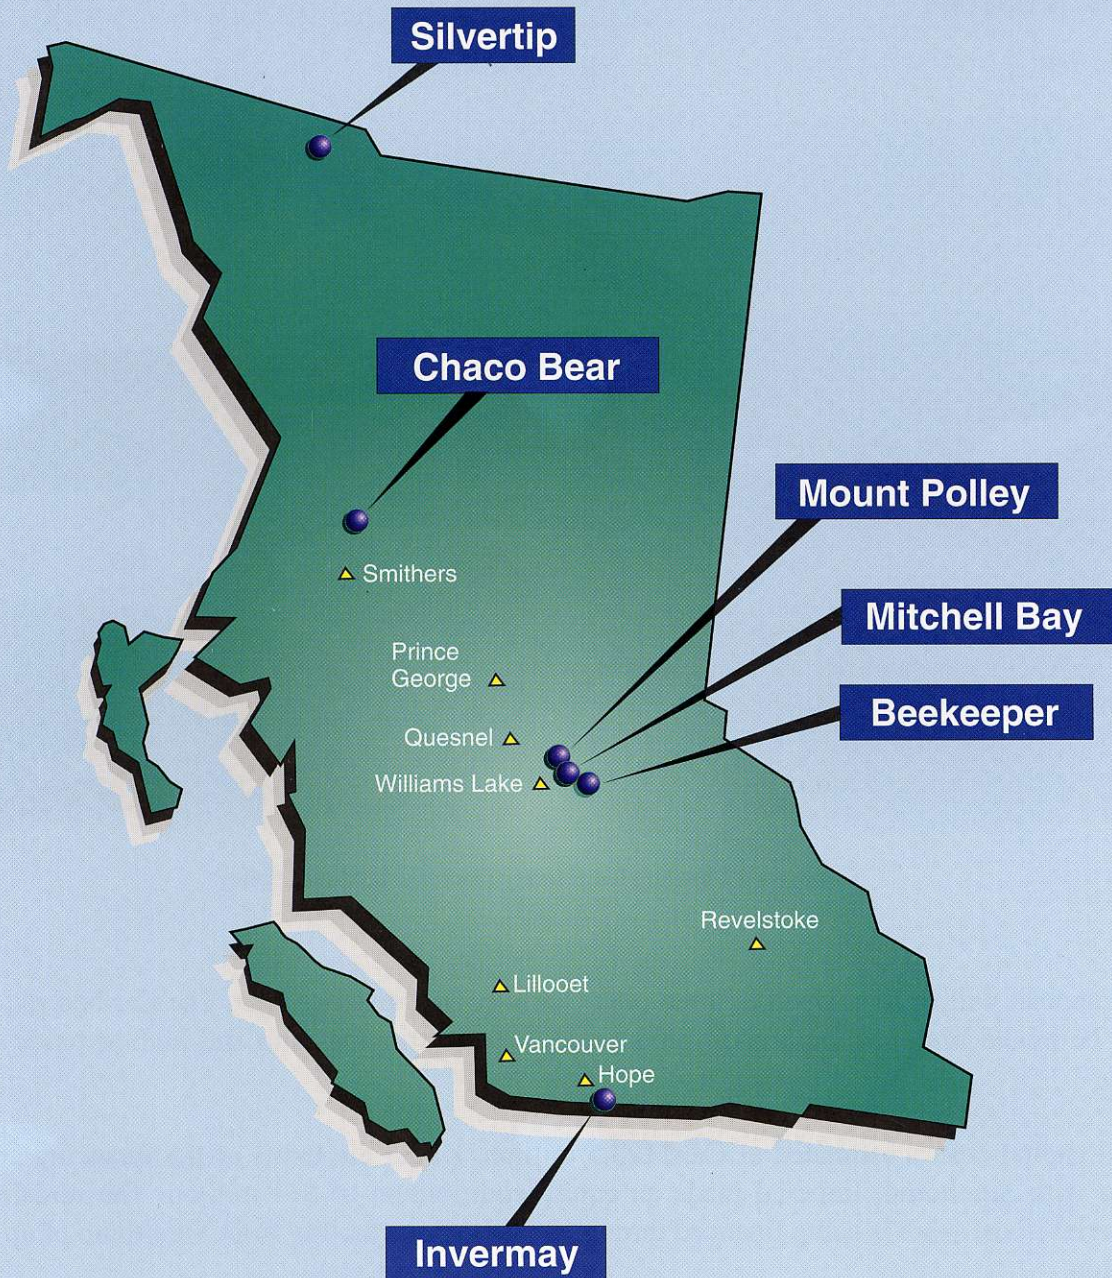 Silvertip
Chaco Bear
Mount Polley
Smithers
Mitchell Bay
Prince
George
Beekeeper
Quesnel
Williams Lake
Revelstoke
Lillooet
Vancouver
Hope
Invermay